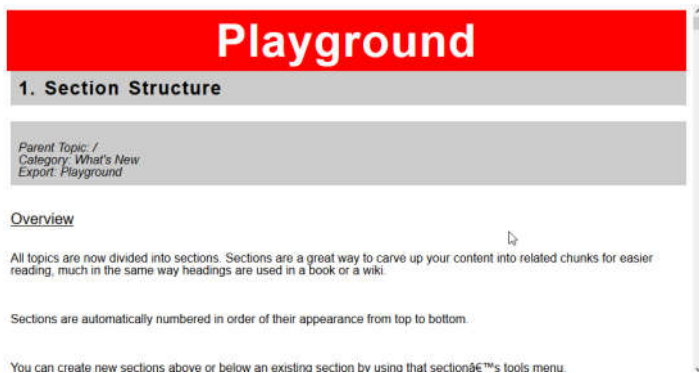 Playground
1. Section Structure
Parent Topic: /
Category: What's New
Export: Playground
Overview
All topics are now divided into sections. Sections are a great way to carve up your content into related chunks for easier
reading, much in the same way headings are used in a book or a wiki.
Sections are automatically numbered in order of their appearance from top to bottom.
You can create new sections above or below an existing section by using that sectionâ€™s tools menu.